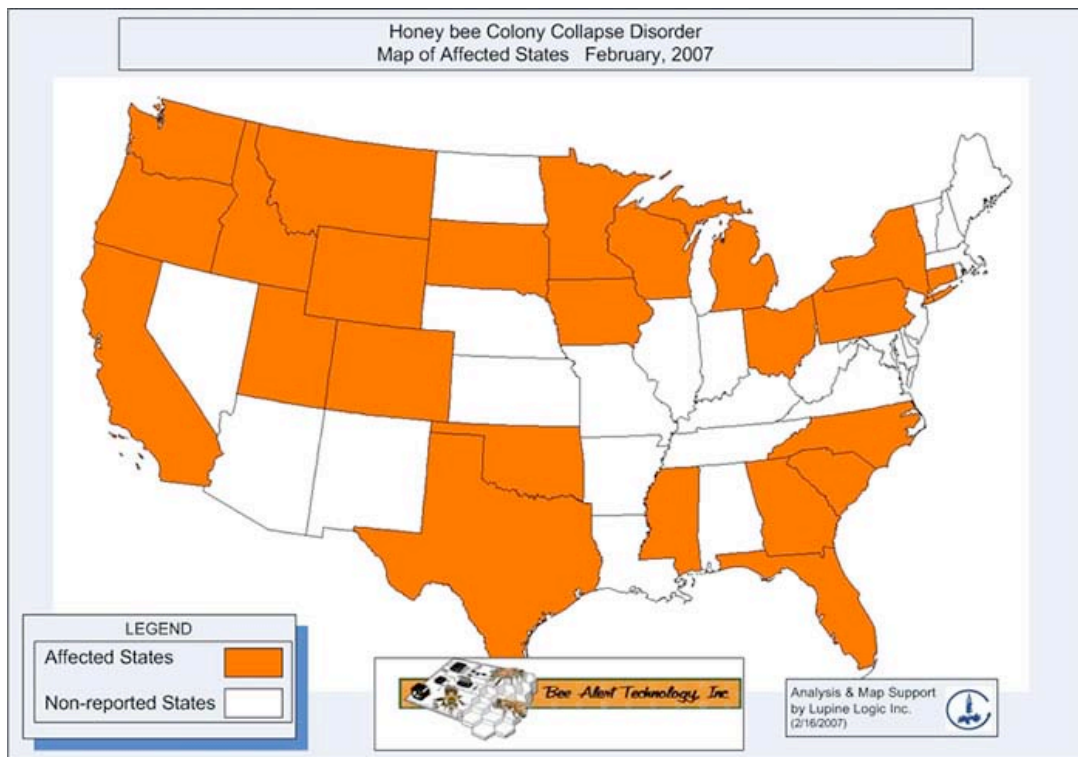 Honey bee Colony Collapse Disorder
Map of Affected States February, 2007
LEGEND
Affected States
Non-reported States
Bee Alert Technology, Inc.
Analysis & Map Support
by Lupine Logic Inc.
(2/16/2007)